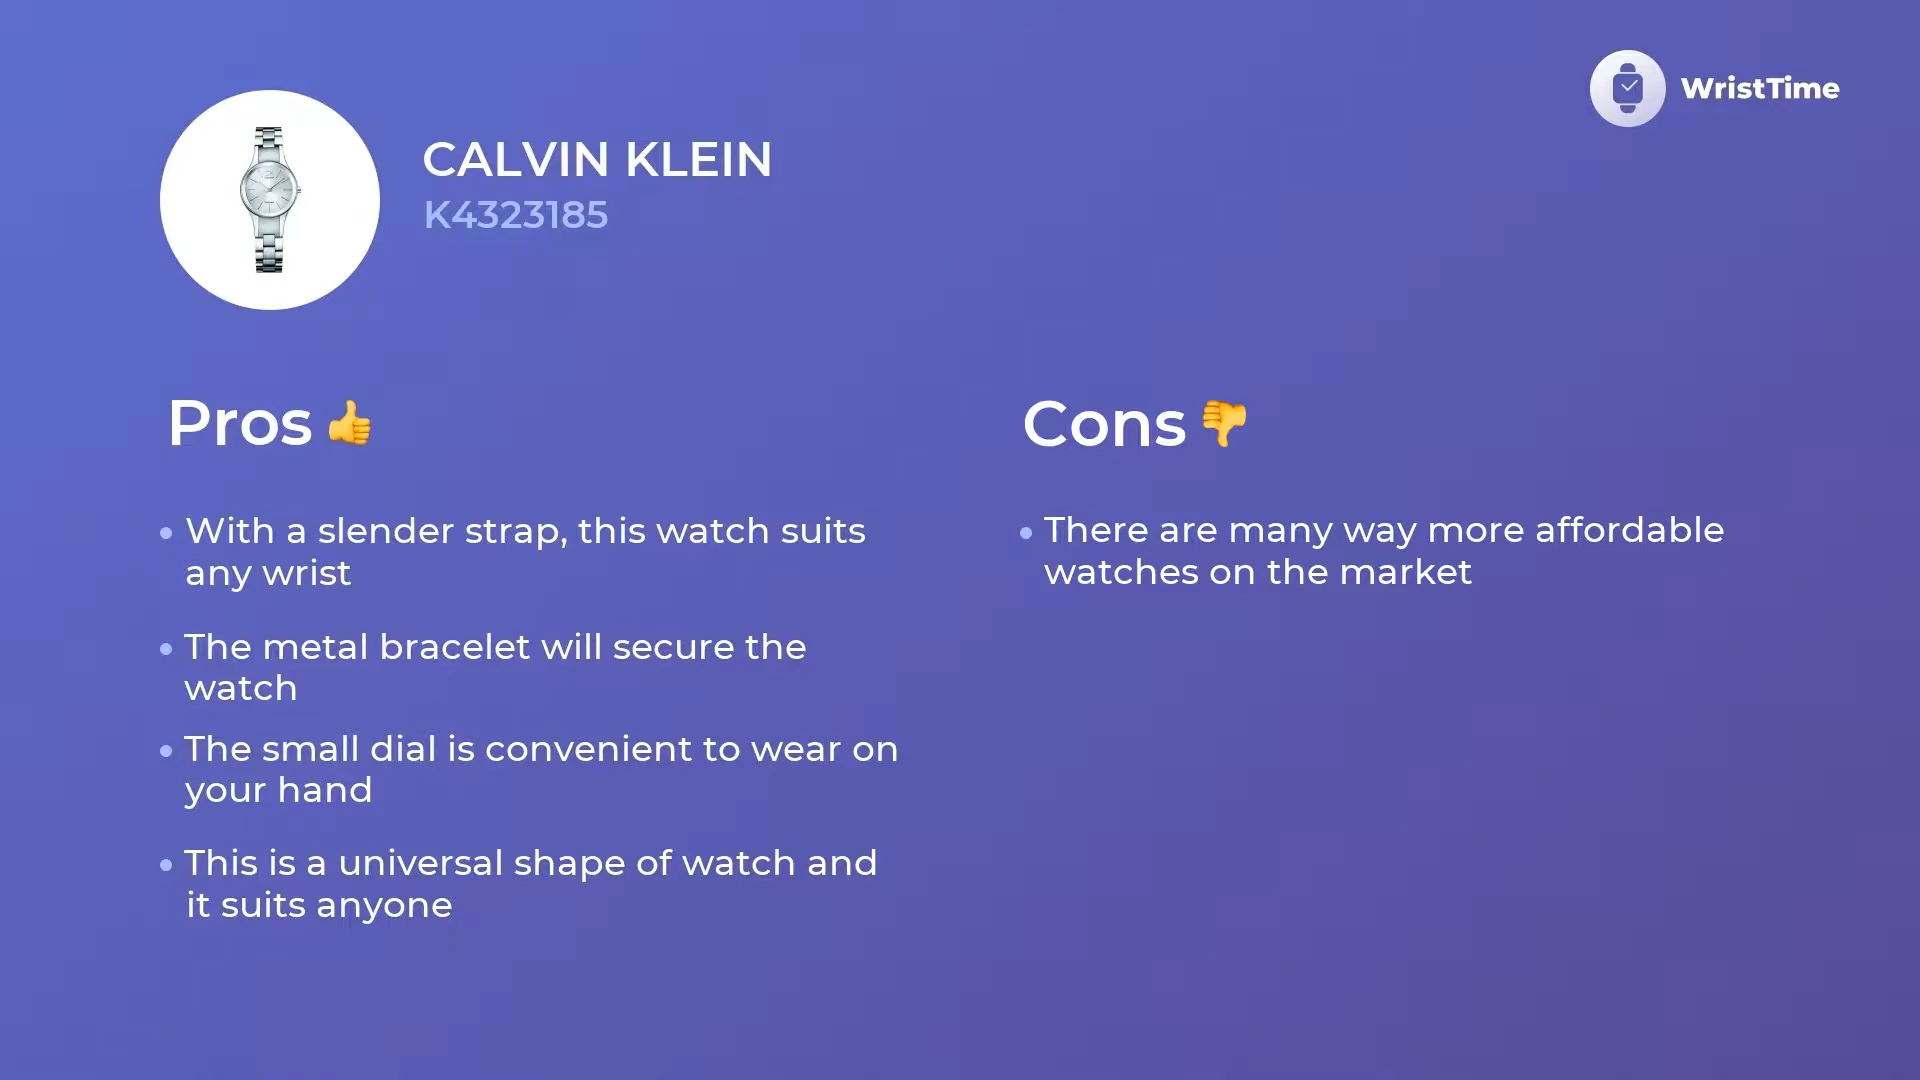 WristTime
CALVIN KLEIN
K4323185
Pros
With a slender strap, this watch suits
any wrist
The metal bracelet will secure the
watch
The small dial is convenient to wear on
your hand
This is a universal shape of watch and
it suits anyone
Cons
There are many way more affordable
watches on the market